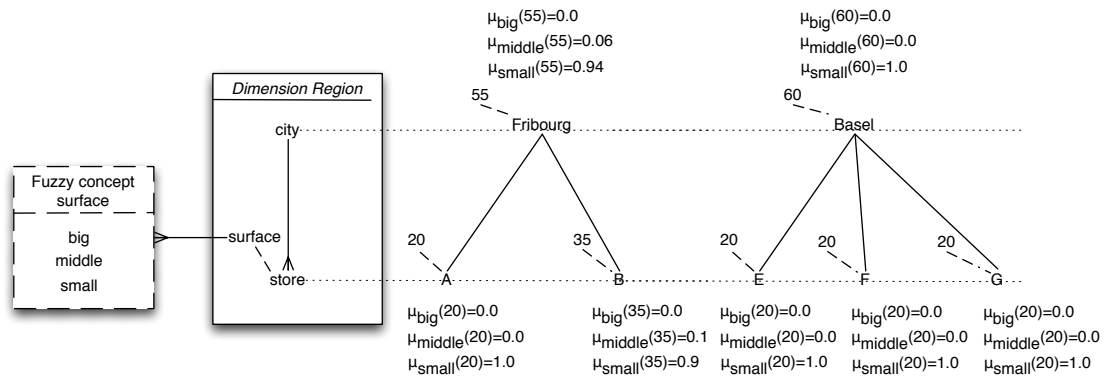 μbig(55)=0.0
μmiddle(55)=0.06
μsmall(55)=0.94
μbig(60)=0.0
μmiddle(60)=0.0
μsmall(60)=1.0
Dimension Region
55
60
city
Fribourg
Basel
Fuzzy concept
surface
big
middle
small
surface
store
20
35
20
20
20
A
B
E
F
G
μbig(20)=0.0
μmiddle(20)=0.0
μsmall(20)=1.0
μbig(35)=0.0
μmiddle(35)=0.1
μsmall(35)=0.9
μbig(20)=0.0
μmiddle(20)=0.0
μsmall(20)=1.0
μbig(20)=0.0
μmiddle(20)=0.0
μsmall(20)=1.0
μbig(20)=0.0
μmiddle(20)=0.0
μsmall(20)=1.0